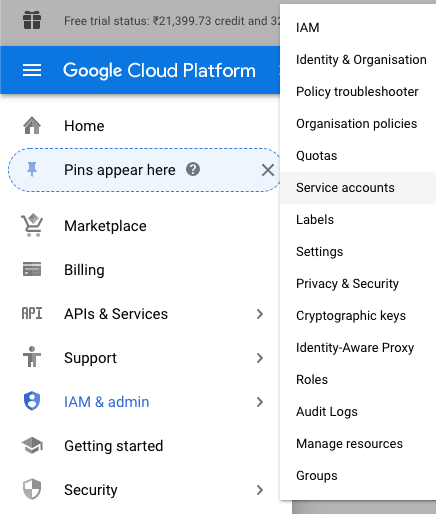 Free trial status: ₹21,399.73 credit and 32
Google Cloud Platform
Home
Pins appear here
Marketplace
Billing
API APIs & Services
Support
IAM & admin
Getting started
Security
IAM
Identity & Organisation
Policy troubleshooter
Organisation policies
Quotas
Service accounts
Labels
Settings
Privacy & Security
Cryptographic keys
Identity-Aware Proxy
Roles
Audit Logs
Manage resources
Groups